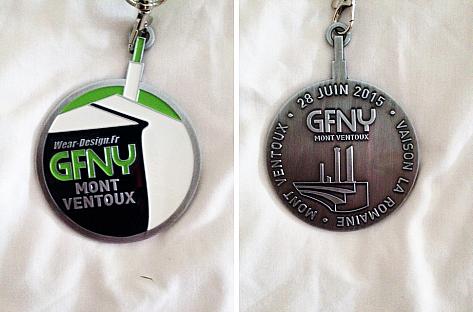 Wear-Design.Fr
GFNY
MONT
VENTOUX
• 28 JUIN 2015 • VAISON LA ROMAINE • MONT VENTOUX
GFNY
MONT VENTOUX